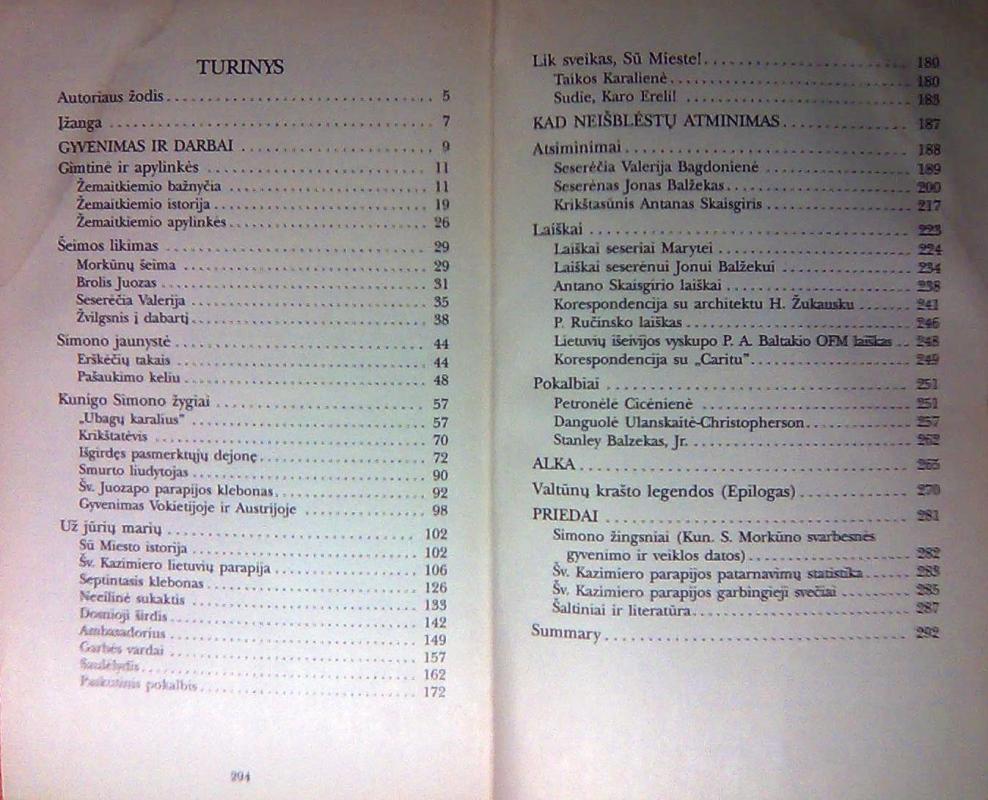 TURINYS
Autoriaus žodis . . . . . 5
Įžanga . . . . . 7
GYVENIMAS IR DARBAI . . . . . 9
Gimtinė ir apylinkės . . . . . 11
Žemaitkiemio bažnyčia . . . . . 11
Žemaitkiemio istorija . . . . . 19
Žemaitkiemio apylinkės . . . . . 26
Šeimos likimas . . . . . 29
Morkūnų šeima . . . . . 29
Brolis Juozas . . . . . 31
Seserėčia Valerija . . . . . 35
Žvilgsnis į dabartį . . . . . 38
Simono jaunystė . . . . . 44
Erškėčių takais . . . . . 44
Pašaukimo keliu . . . . . 48
Kunigo Simono žygiai . . . . . 57
„Ubagų karalius" . . . . . 57
Krikštatėvis . . . . . 70
Išgirdęs pasmerktųjų dejonę . . . . . 72
Smurto liudytojas . . . . . 90
Šv. Juozapo parapijos klebonas . . . . . 92
Gyvenimas Vokietijoje ir Austrijoje . . . . . 98
Už jūrių marių . . . . . 102
Sū Miesto istorija . . . . . 102
Šv. Kazimiero lietuvių parapija . . . . . 106
Septintasis klebonas . . . . . 126
Neeilinė sukaktis . . . . . 133
Dosnioji širdis . . . . . 142
Ambasadorius . . . . . 149
Garbės vardai . . . . . 157
Saulėlydis . . . . . 162
Paskutinis pokalbis . . . . . 172
294
Lik sveikas, Sū Mieste! . . . . . 180
Taikos Karalienė . . . . . 180
Sudie, Karo Ereli! . . . . . 183
KAD NEIŠBLĖSTŲ ATMINIMAS . . . . . 187
Atsiminimai . . . . . 188
Seserėčia Valerija Bagdonienė . . . . . 189
Seserėnas Jonas Balžekas . . . . . 200
Krikštasūnis Antanas Skaisgiris . . . . . 217
Laiškai . . . . . 223
Laiškai seseriai Marytei . . . . . 224
Laiškai seserėnui Jonui Balžekui . . . . . 234
Antano Skaisgirio laiškai . . . . . 238
Korespondencija su architektu H. Žukausku . . . . . 241
P. Ručinsko laiškas . . . . . 246
Lietuvių išeivijos vyskupo P. A. Baltakio OFM laiškas . . 248
Korespondencija su „Caritu" . . . . . 249
Pokalbiai . . . . . 251
Petronėlė Cicėnienė . . . . . 251
Danguolė Ulanskaitė-Christopherson . . . . . 257
Stanley Balzekas, Jr. . . . . . 262
ALKA . . . . . 265
Valtūnų krašto legendos (Epilogas) . . . . . 270
PRIEDAI . . . . . 281
Simono žingsniai (Kun. S. Morkūno svarbesnės
gyvenimo ir veiklos datos) . . . . . 282
Šv. Kazimiero parapijos patarnavimų statistika . . . . . 283
Šv. Kazimiero parapijos garbingieji svečiai . . . . . 285
Šaltiniai ir literatūra . . . . . 287
Summary . . . . . 292